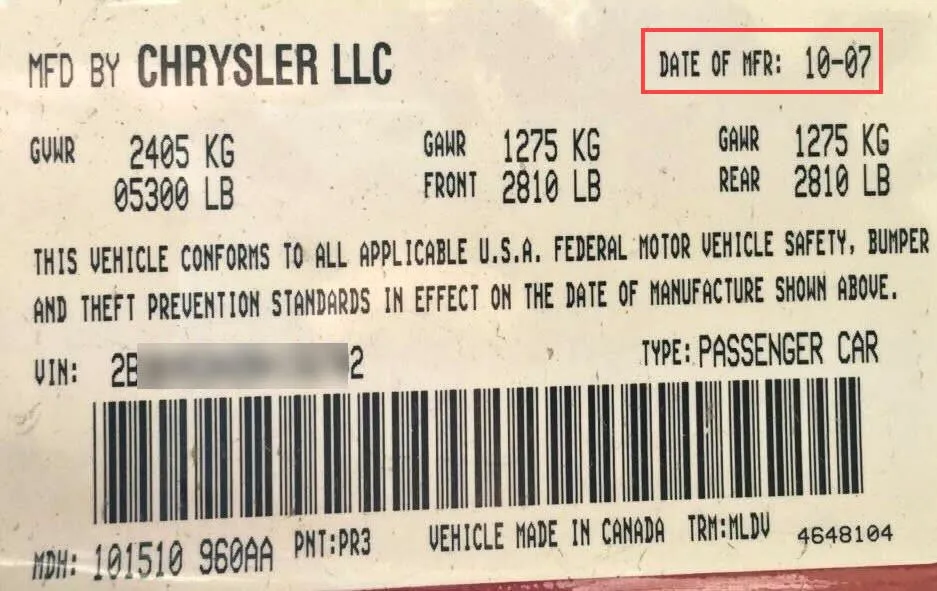 MFD BY CHRYSLER LLC DATE OF MFR: 10-07
GVWR 2405 KG GAWR 1275 KG GAWR 1275 KG
05300 LB FRONT 2810 LB REAR 2810 LB
THIS VEHICLE CONFORMS TO ALL APPLICABLE U.S.A. FEDERAL MOTOR VEHICLE SAFETY, BUMPER
AND THEFT PREVENTION STANDARDS IN EFFECT ON THE DATE OF MANUFACTURE SHOWN ABOVE.
VIN: 2B 2 TYPE: PASSENGER CAR
MDH: 101510 960AA PNT:PR3 VEHICLE MADE IN CANADA TRM:MLDV 4648104